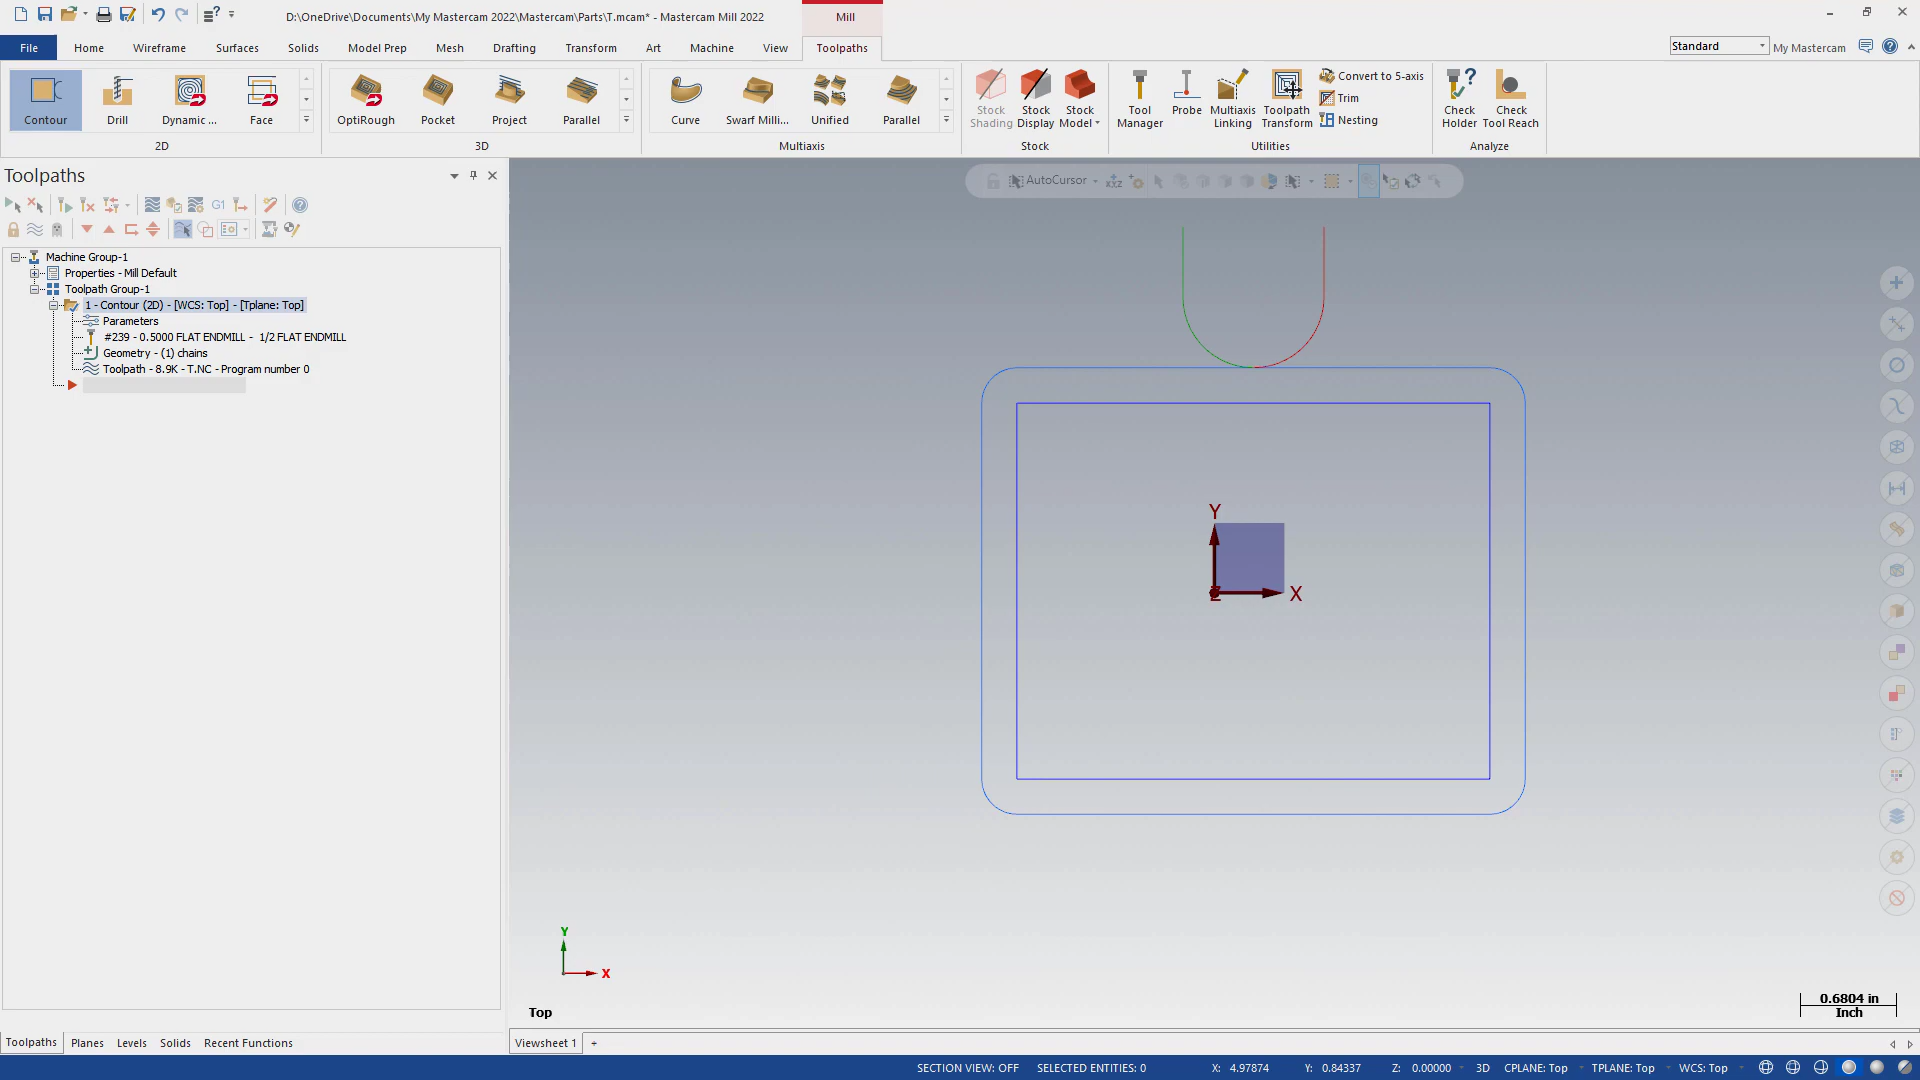 D:\OneDrive\Documents\My Mastercam 2022\Mastercam\Parts\T.mcam* - Mastercam Mill 2022
Mill
File
Home
Wireframe
Surfaces
Solids
Model Prep
Mesh
Drafting
Transform
Art
Machine
View
Toolpaths
Standard
My Mastercam
Contour
Drill
Dynamic ...
Face
2D
OptiRough
Pocket
Project
Parallel
3D
Curve
Swarf Milli...
Unified
Parallel
Multiaxis
Stock
Shading
Stock
Display
Stock
Model
Stock
Tool
Manager
Probe
Multiaxis
Linking
Toolpath
Transform
Convert to 5-axis
Trim
Nesting
Utilities
Check
Holder
Check
Tool Reach
Analyze
Toolpaths
G1
Machine Group-1
Properties - Mill Default
Toolpath Group-1
1 - Contour (2D) - [WCS: Top] - [Tplane: Top]
Parameters
#239 - 0.5000 FLAT ENDMILL - 1/2 FLAT ENDMILL
Geometry - (1) chains
Toolpath - 8.9K - T.NC - Program number 0
AutoCursor
Y
Z
X
Y
X
Top
0.6804 in
Inch
Toolpaths
Planes
Levels
Solids
Recent Functions
Viewsheet 1
+
SECTION VIEW: OFF
SELECTED ENTITIES: 0
X: 4.97874
Y: 0.84337
Z: 0.00000
3D
CPLANE: Top
TPLANE: Top
WCS: Top